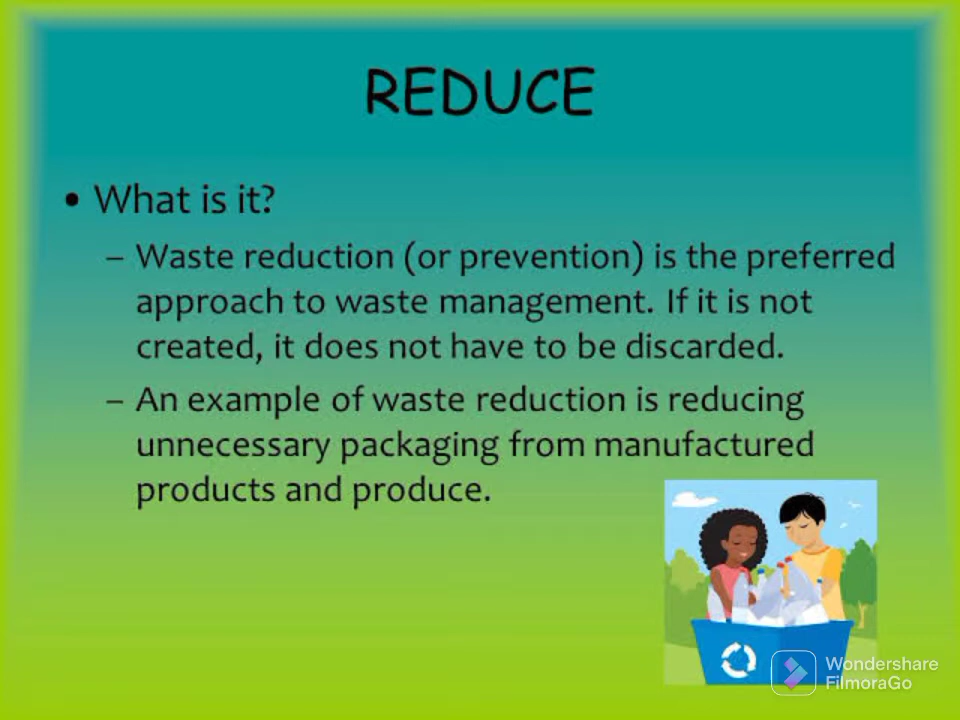 REDUCE
• What is it?
– Waste reduction (or prevention) is the preferred
approach to waste management. If it is not
created, it does not have to be discarded.
– An example of waste reduction is reducing
unnecessary packaging from manufactured
products and produce.
Wondershare
FilmoraGo